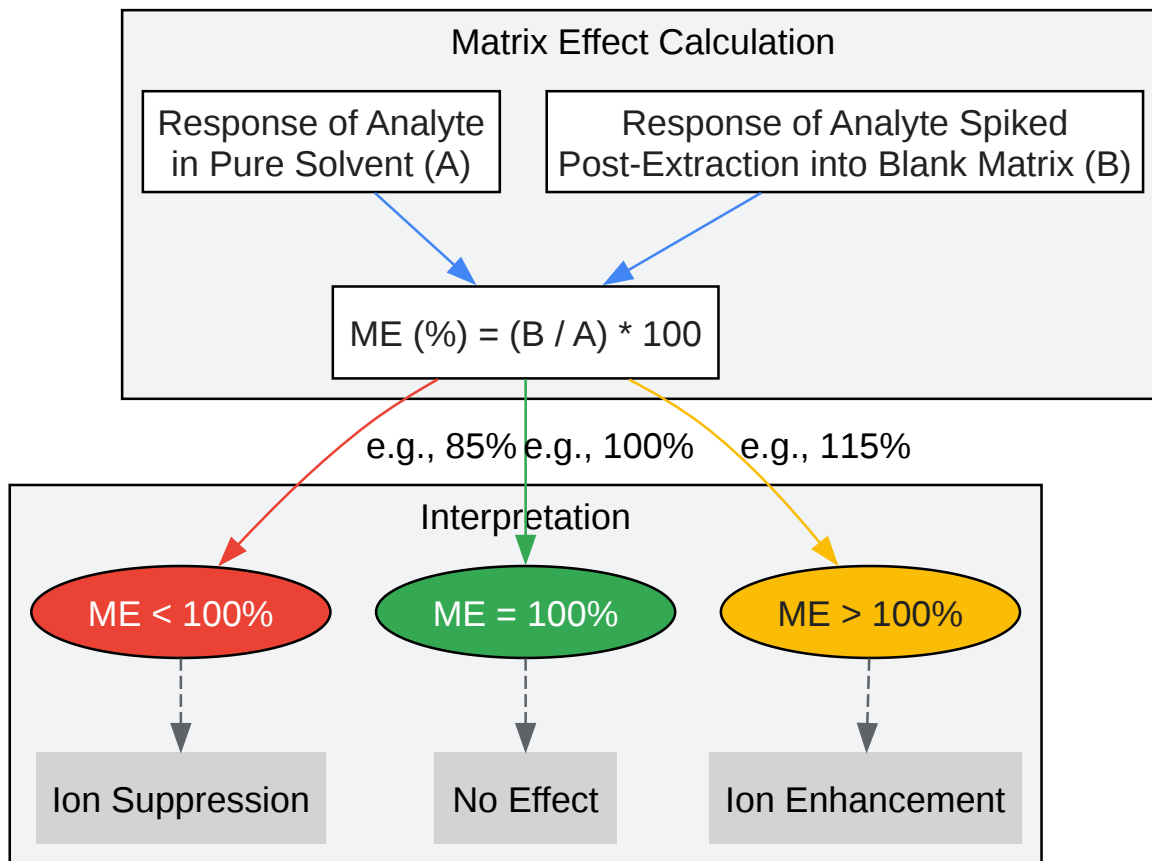 Matrix Effect Calculation
Response of Analyte
in Pure Solvent (A)
Response of Analyte Spiked
Post-Extraction into Blank Matrix (B)
ME (%) = (B / A) * 100
e.g., 85%
e.g., 100%
e.g., 115%
Interpretation
ME < 100%
ME = 100%
ME > 100%
Ion Suppression
No Effect
Ion Enhancement